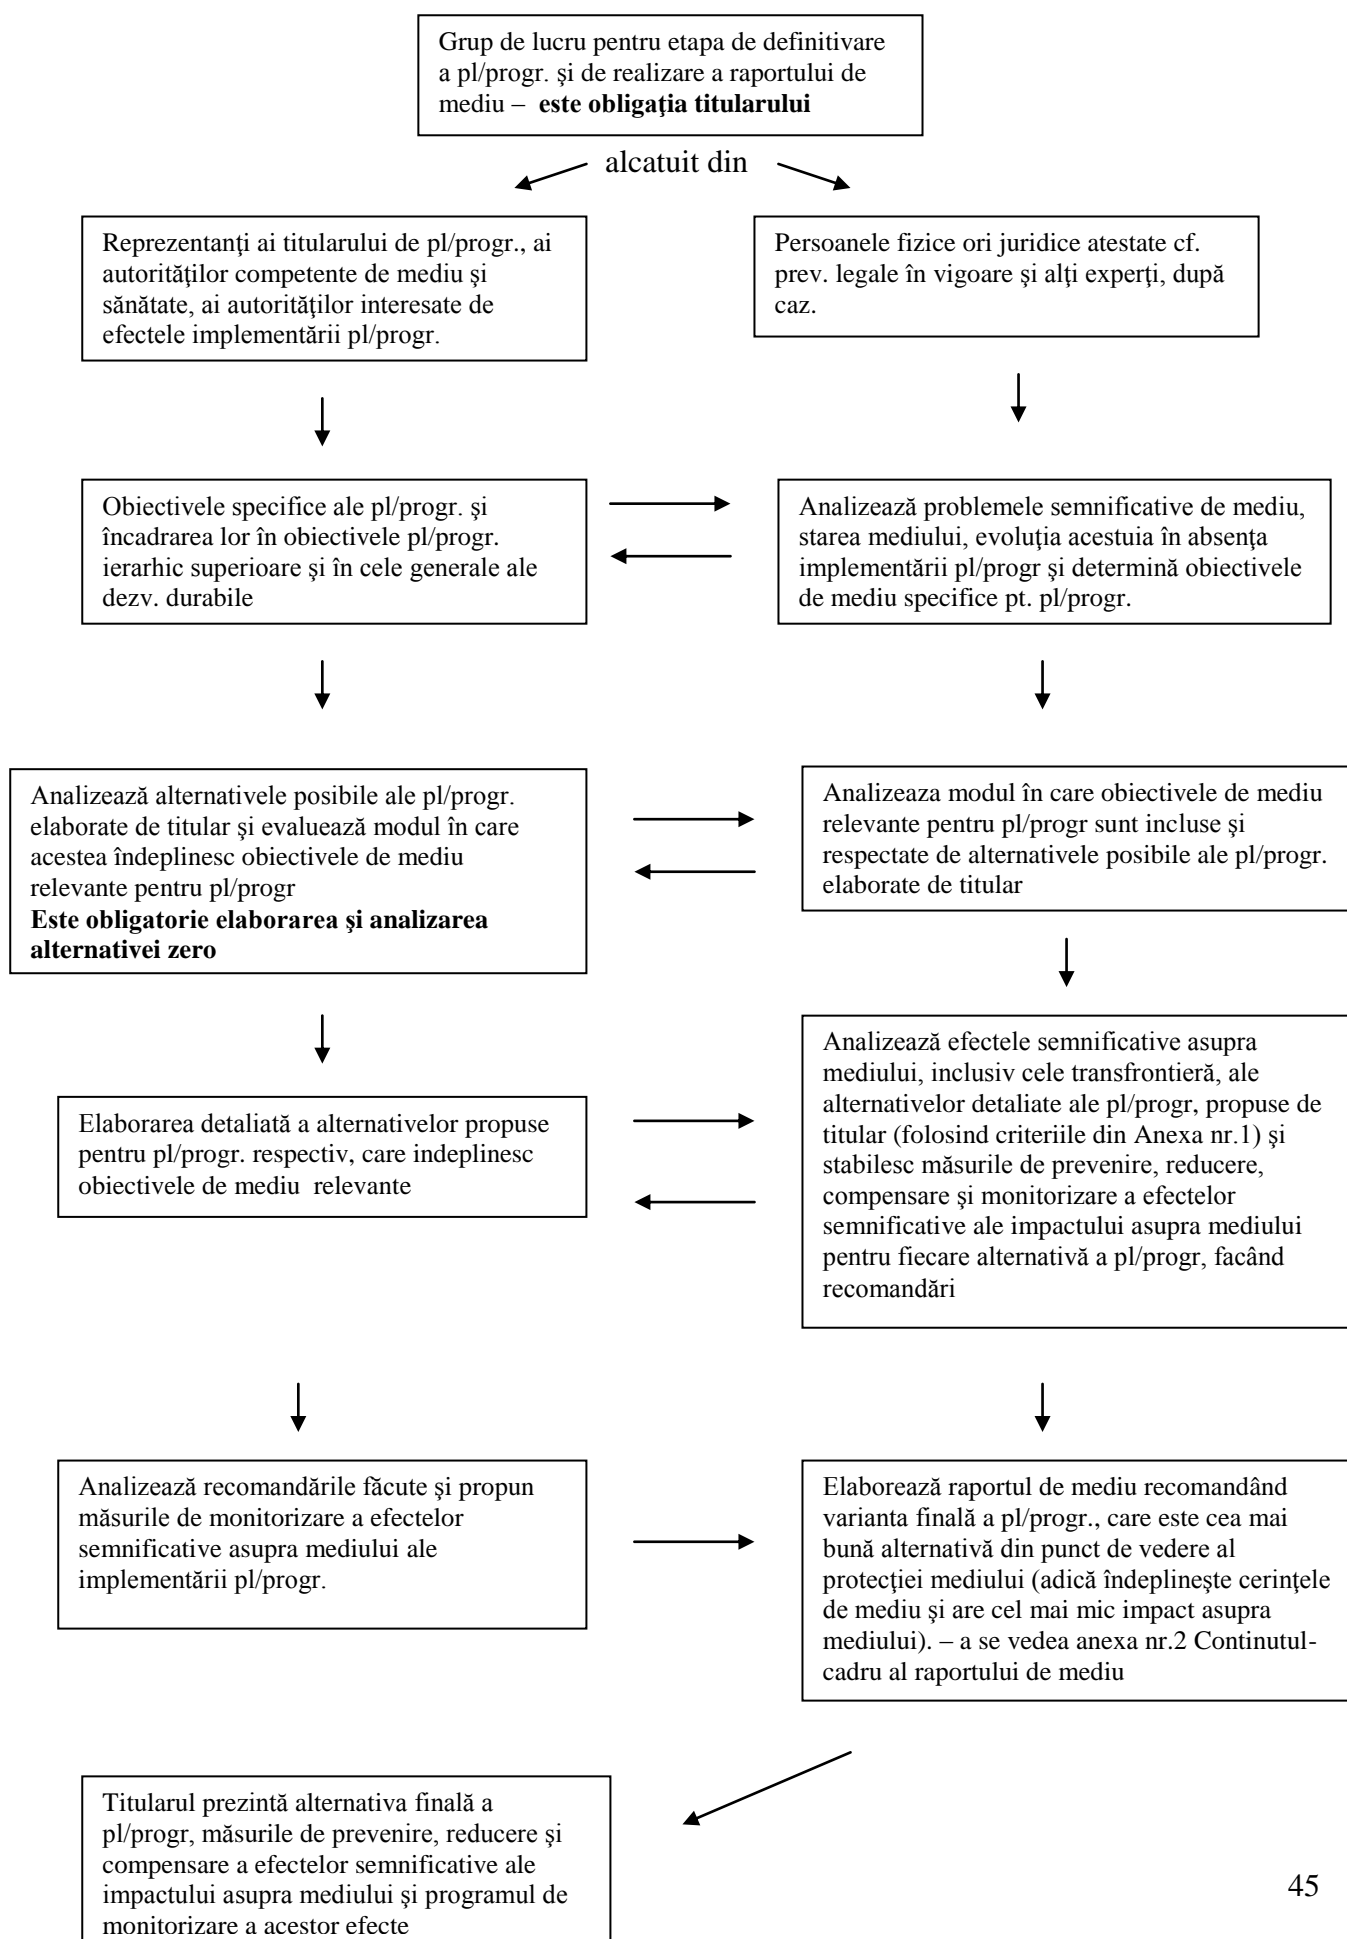 Grup de lucru pentru etapa de definitivare
a pl/progr. şi de realizare a raportului de
mediu – este obligaţia titularului
alcatuit din
Reprezentanţi ai titularului de pl/progr., ai
autorităţilor competente de mediu şi
sănătate, ai autorităţilor interesate de
efectele implementării pl/progr.
Persoanele fizice ori juridice atestate cf.
prev. legale în vigoare şi alţi experţi, după
caz.
Obiectivele specifice ale pl/progr. şi
încadrarea lor în obiectivele pl/progr.
ierarhic superioare şi în cele generale ale
dezv. durabile
Analizează problemele semnificative de mediu,
starea mediului, evoluţia acestuia în absenţa
implementării pl/progr şi determină obiectivele
de mediu specifice pt. pl/progr.
Analizează alternativele posibile ale pl/progr.
elaborate de titular şi evaluează modul în care
acestea îndeplinesc obiectivele de mediu
relevante pentru pl/progr
Este obligatorie elaborarea şi analizarea
alternativei zero
Analizeaza modul în care obiectivele de mediu
relevante pentru pl/progr sunt incluse şi
respectate de alternativele posibile ale pl/progr.
elaborate de titular
Elaborarea detaliată a alternativelor propuse
pentru pl/progr. respectiv, care indeplinesc
obiectivele de mediu  relevante
Analizează efectele semnificative asupra
mediului, inclusiv cele transfrontieră, ale
alternativelor detaliate ale pl/progr, propuse de
titular (folosind criteriile din Anexa nr.1) şi
stabilesc măsurile de prevenire, reducere,
compensare şi monitorizare a efectelor
semnificative ale impactului asupra mediului
pentru fiecare alternativă a pl/progr, facând
recomandări
Analizează recomandările făcute şi propun
măsurile de monitorizare a efectelor
semnificative asupra mediului ale
implementării pl/progr.
Elaborează raportul de mediu recomandând
varianta finală a pl/progr., care este cea mai
bună alternativă din punct de vedere al
protecţiei mediului (adică îndeplineşte cerinţele
de mediu şi are cel mai mic impact asupra
mediului). – a se vedea anexa nr.2 Continutul-
cadru al raportului de mediu
Titularul prezintă alternativa finală a
pl/progr, măsurile de prevenire, reducere şi
compensare a efectelor semnificative ale
impactului asupra mediului şi programul de
monitorizare a acestor efecte
45